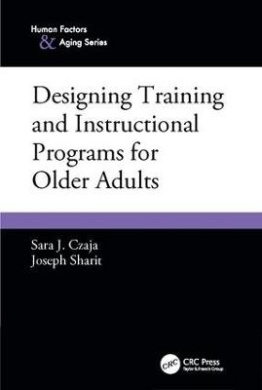 Human Factors
& Aging Series
Designing Training
and Instructional
Programs for
Older Adults
Sara J. Czaja
Joseph Sharit
CRC
CRC Press
Taylor & Francis Group